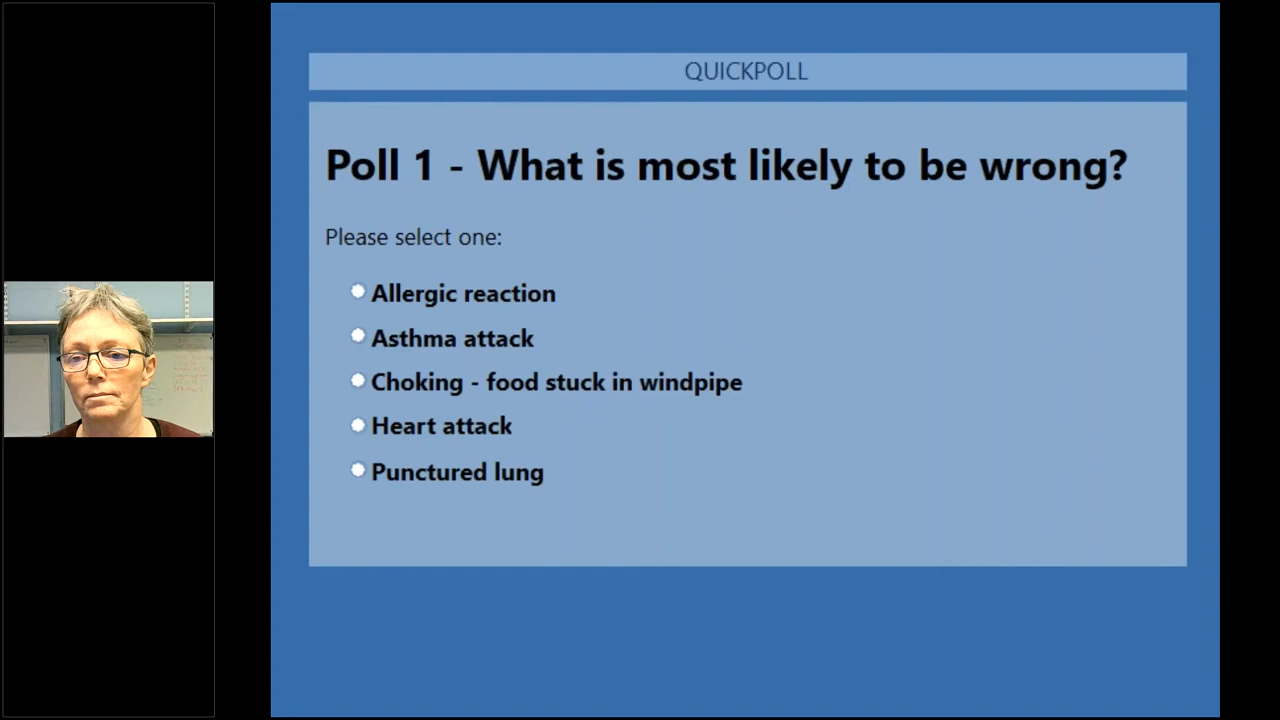 QUICKPOLL
Poll 1 - What is most likely to be wrong?
Please select one:
Allergic reaction
Asthma attack
Choking - food stuck in windpipe
Heart attack
Punctured lung